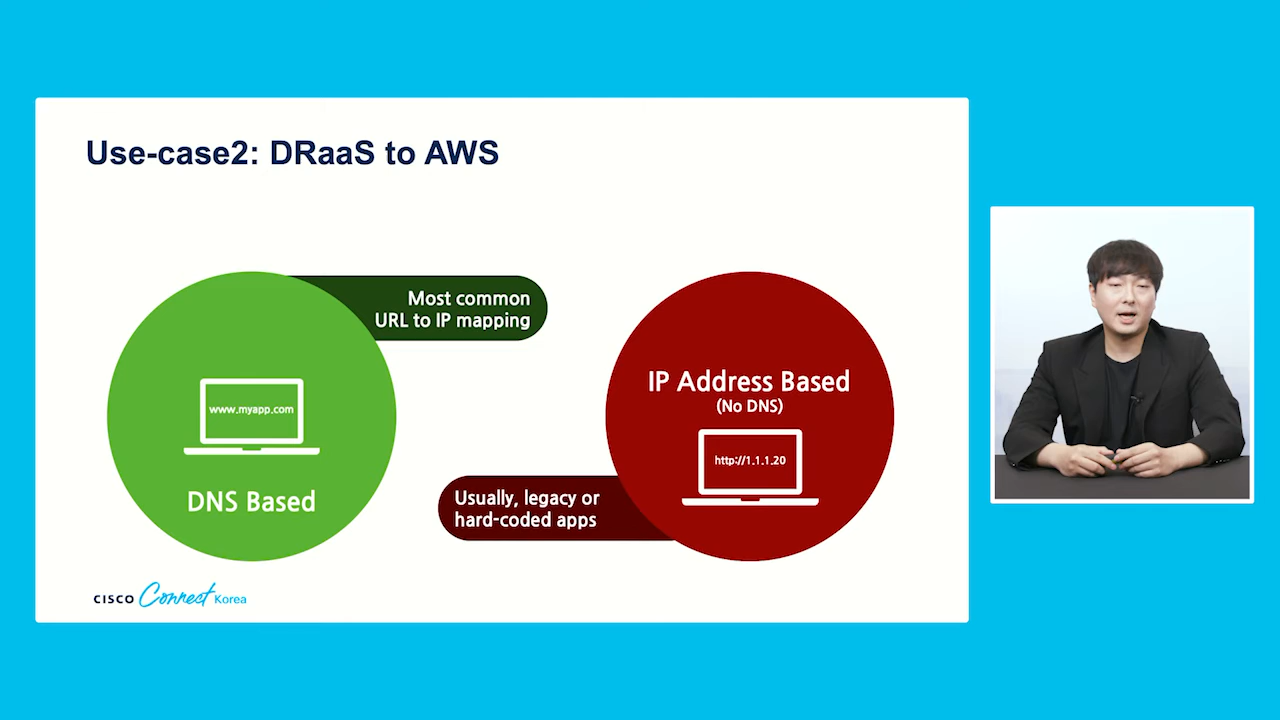 Use-case2: DRaaS to AWS
Most common
URL to IP mapping
www.myapp.com
DNS Based
IP Address Based
(No DNS)
http://1.1.1.20
Usually, legacy or
hard-coded apps
CISCO Connect Korea